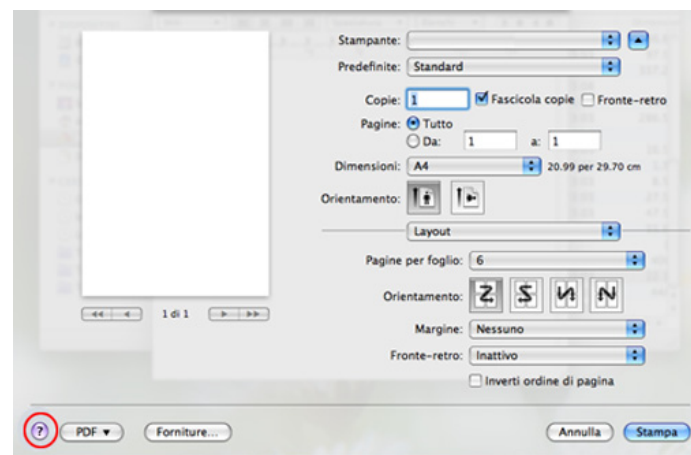 Stampante:
Predefinite: Standard
Copie: 1 Fascicola copie Fronte-retro
Pagine: Tutto
Da: 1 a: 1
Dimensioni: A4 20.99 per 29.70 cm
Orientamento:
Layout
Pagine per foglio: 6
Orientamento:
Margine: Nessuno
Fronte-retro: Inattivo
Inverti ordine di pagina
1 di 1
? PDF Forniture... Annulla Stampa